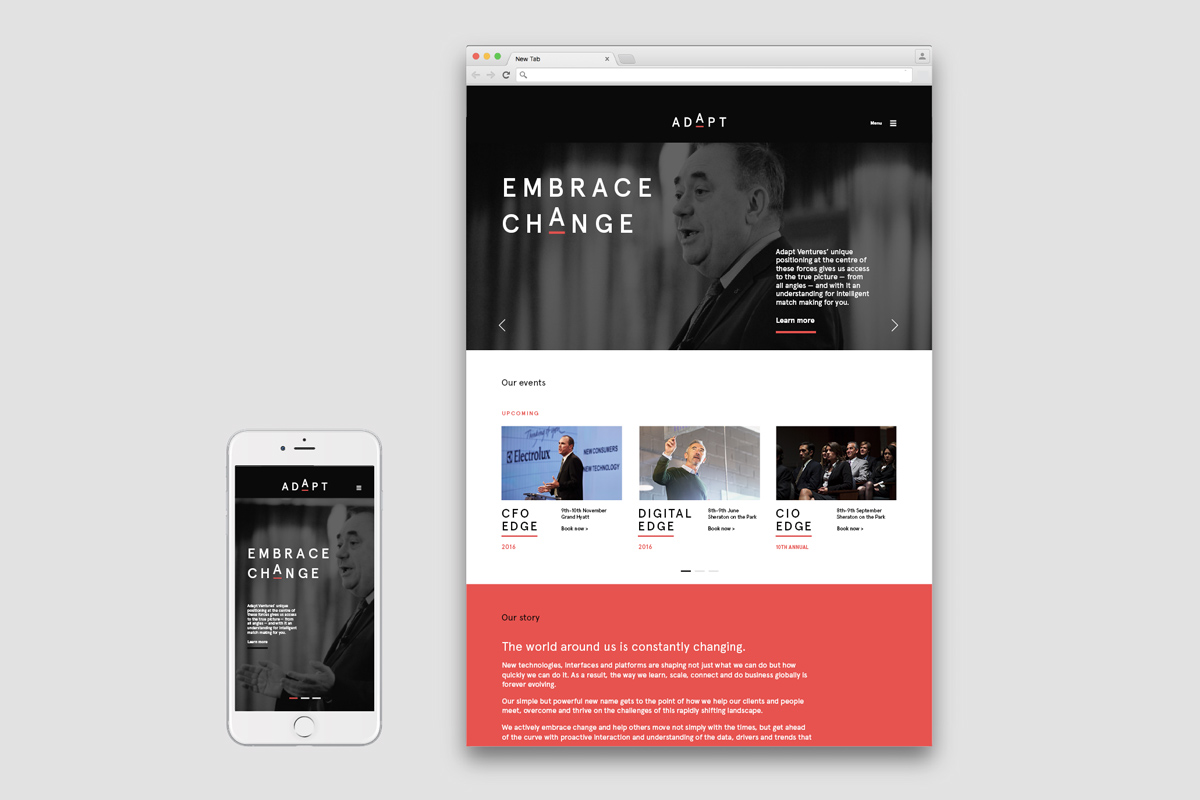 New Tab
ADAPT
Menu
EMBRACE
CHANGE
Adapt Ventures' unique
positioning at the centre of
these forces gives us access
to the true picture — from
all angles — and with it an
understanding for intelligent
match making for you.
Learn more
Our events
UPCOMING
Electrolux
NEW CONSUMERS
NEW TECHNOLOGY
CFO
EDGE
2016
9th-10th November
Grand Hyatt
Book now »
DIGITAL
EDGE
2016
8th-9th June
Sheraton on the Park
Book now »
CIO
EDGE
10TH ANNUAL
8th-9th September
Sheraton on the Park
Book now »
Our story
The world around us is constantly changing.
New technologies, interfaces and platforms are shaping not just what we can do but how
quickly we can do it. As a result, the way we learn, scale, connect and do business globally is
forever evolving.
Our simple but powerful new name gets to the point of how we help our clients and people
meet, overcome and thrive on the challenges of this rapidly shifting landscape.
We actively embrace change and help others move not simply with the times, but get ahead
of the curve with proactive interaction and understanding of the data, drivers and trends that
ADAPT
EMBRACE
CHANGE
Adapt Ventures' unique
positioning at the centre of
these forces gives us access
to the true picture — from
all angles — and with it an
understanding for intelligent
match making for you.
Learn more